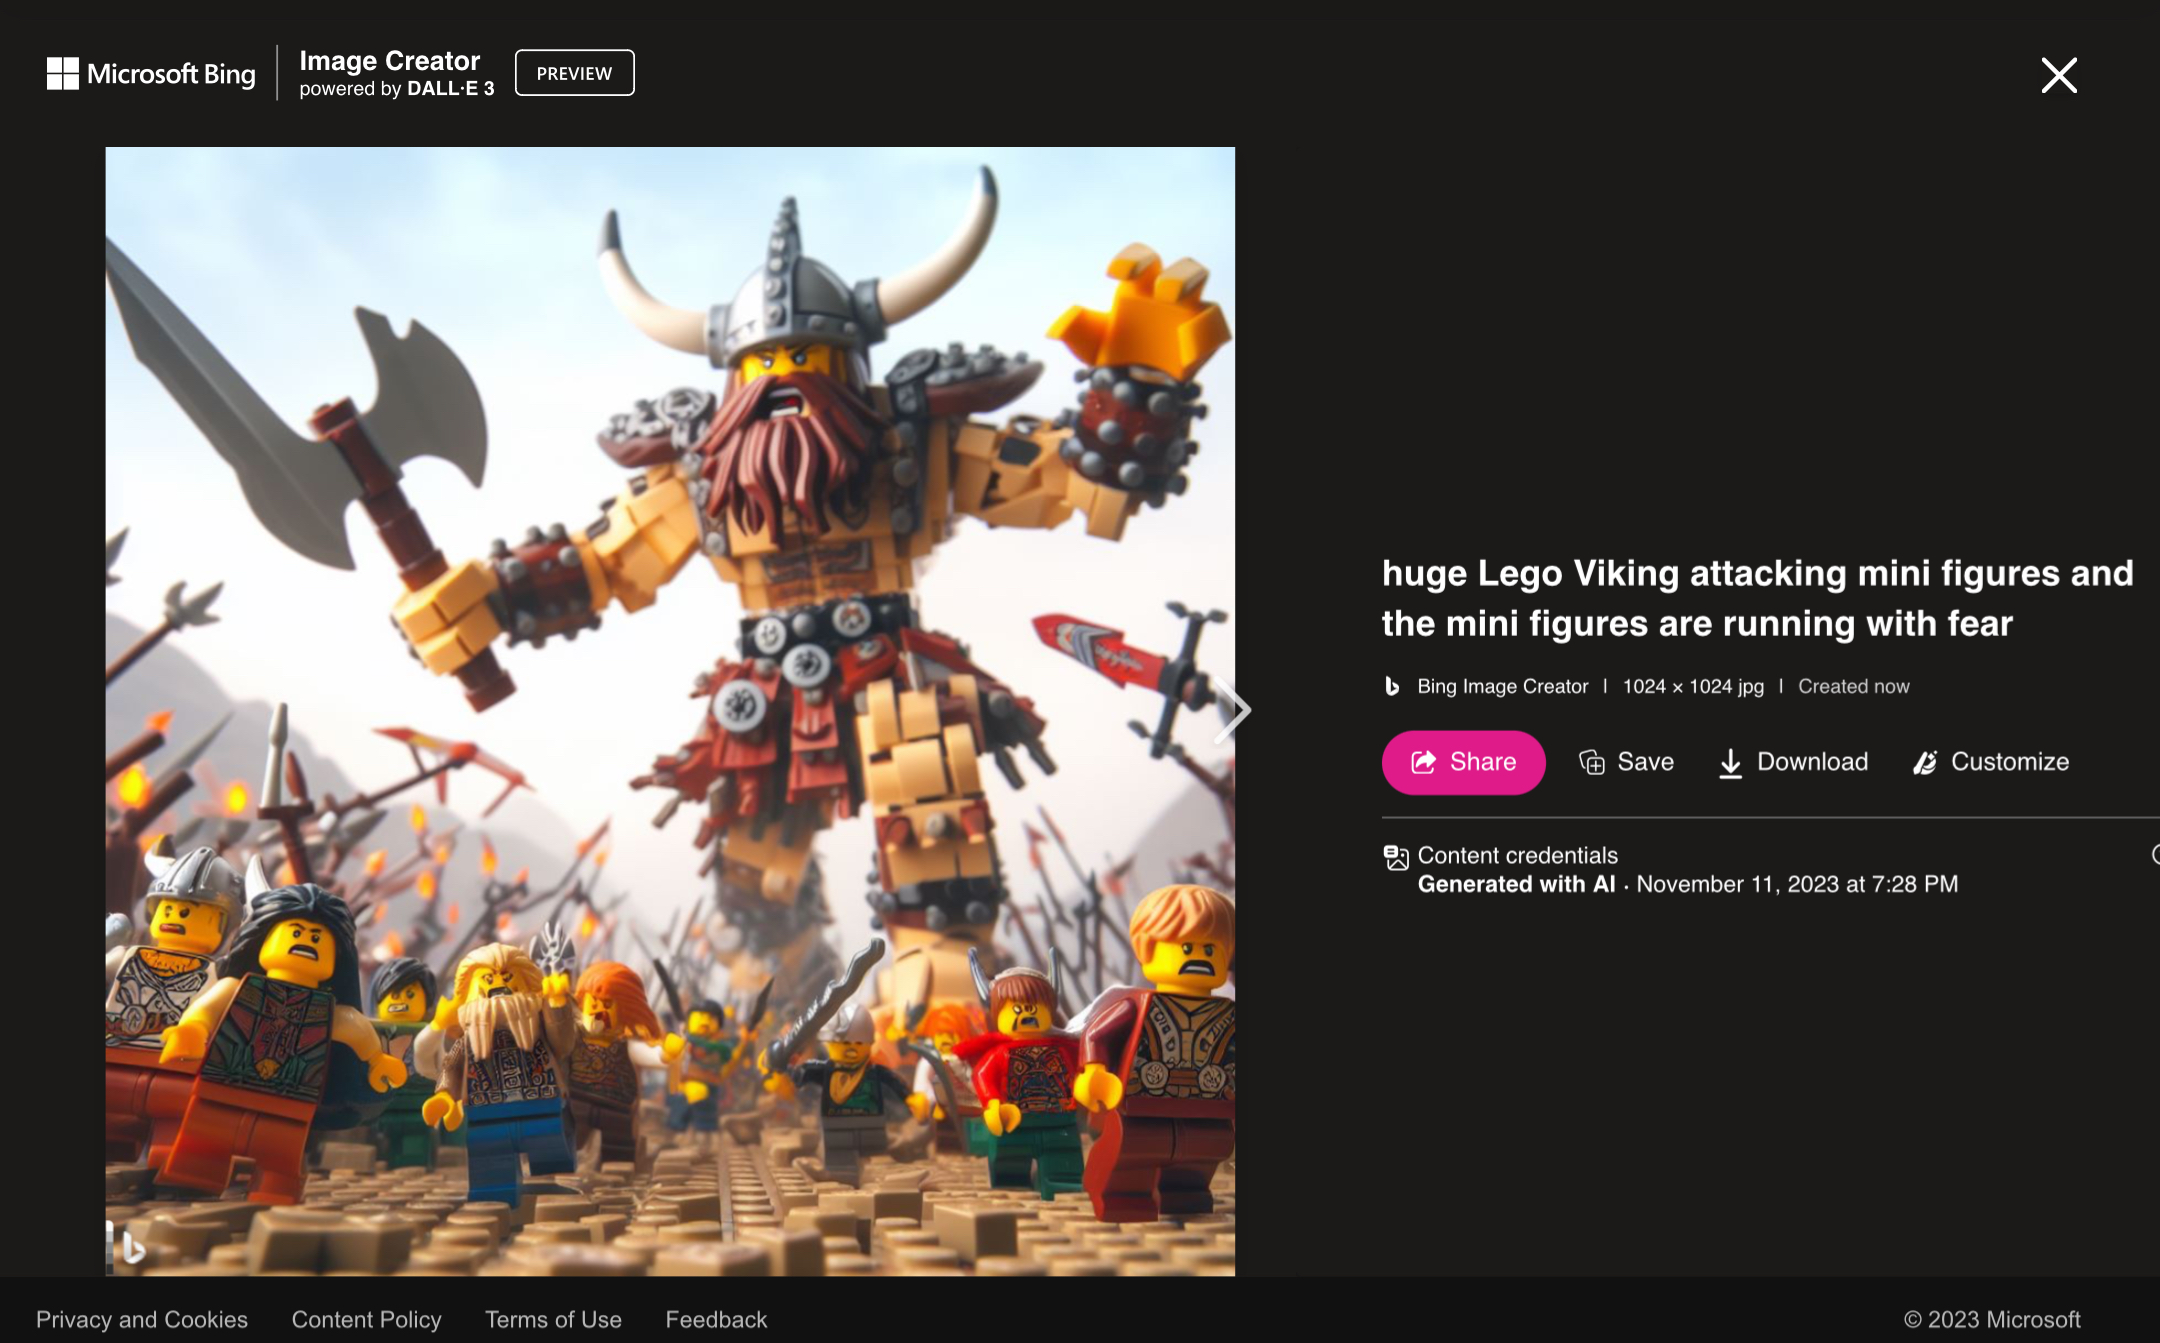 Microsoft Bing
Image Creator
powered by DALL·E 3
PREVIEW
huge Lego Viking attacking mini figures and
the mini figures are running with fear
Bing Image Creator | 1024 × 1024 jpg | Created now
Share
Save
Download
Customize
Content credentials
Generated with AI · November 11, 2023 at 7:28 PM
Privacy and Cookies
Content Policy
Terms of Use
Feedback
© 2023 Microsoft